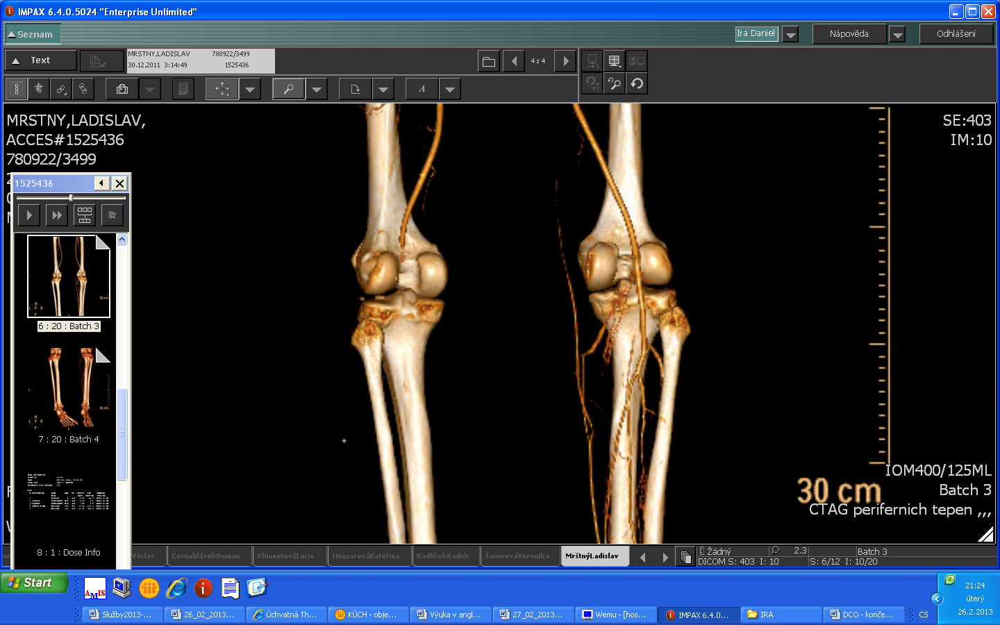 IMPAX 6.4.0.5024 "Enterprise Unlimited"
Seznam
Ira Daniel
Nápověda
Odhlášení
Text
MRSTNY,LADISLAV 780922/3499
30.12.2011 3:14:49 1525436
4 z 4
A
MRSTNY,LADISLAV,
ACCES#1525436
780922/3499
SE:403
IM:10
1525436
6 : 20 : Batch 3
7 : 20 : Batch 4
8 : 1 : Dose Info
30 cm
IOM400/125ML
Batch 3
CTAG perifernich tepen ,,,
Václav
ČernohlávekRoman
KlimentováLucie
HouzarováKateřina
KadlíčekRadek
ŠauerováVeronika
MrštnýLadislav
Žádný 2.3 Batch 3
DICOM S: 403 I: 10 S: 6/12 I: 10/20
Start
AMIS
21:24
úterý
26.2.2013
Služby2013-...
26_02_2013...
Úchvatná Th...
KÚCH - obje...
Výuka v angl...
27_02_2013...
Wemu - [hos...
IMPAX 6.4.0...
IRA
DCO - konče...
CS